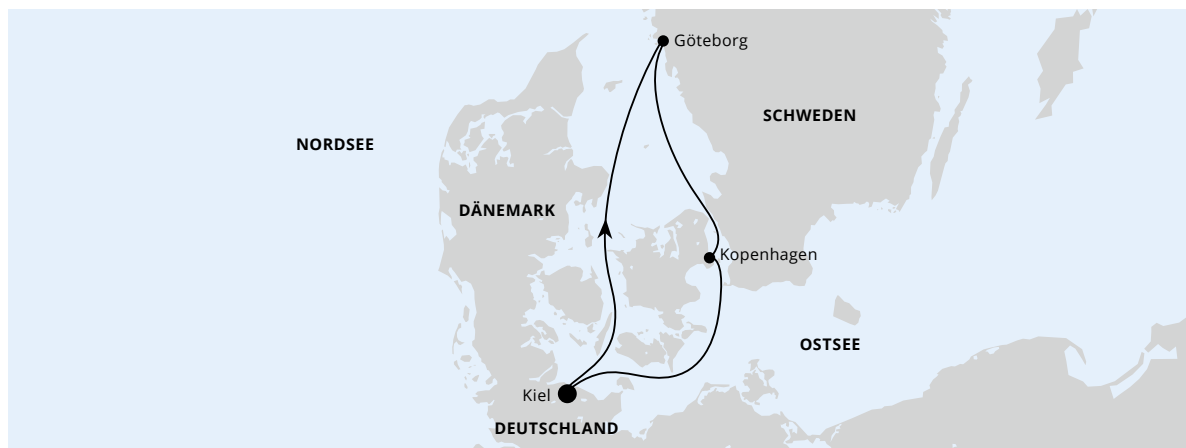 Göteborg
SCHWEDEN
NORDSEE
DÄNEMARK
Kopenhagen
OSTSEE
Kiel
DEUTSCHLAND